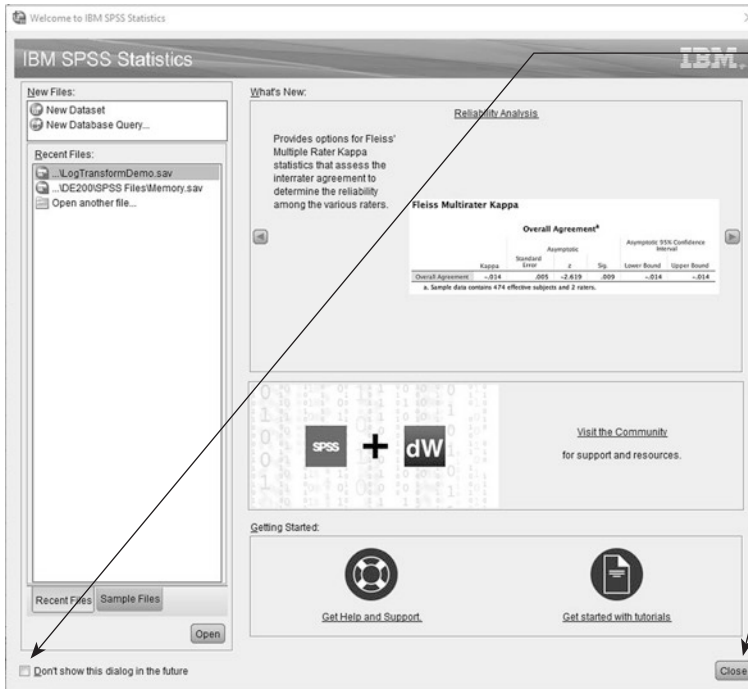 Welcome to IBM SPSS Statistics
IBM SPSS Statistics
IBM
New Files:
New Dataset
New Database Query...
Recent Files:
...\LogTransformDemo.sav
...\DE200\SPSS Files\Memory.sav
Open another file...
Recent Files
Sample Files
Open
What's New:
Reliability Analysis
Provides options for Fleiss'
Multiple Rater Kappa
statistics that assess the
interrater agreement to
determine the reliability
among the various raters.
Fleiss Multirater Kappa
Overall Agreementa
Asymptotic
Asymptotic 95% Confidence
Interval
Kappa
Standard
Error
z
Sig.
Lower Bound
Upper Bound
Overall Agreement -.014 .005 -2.619 .009 -.014 -.014
a. Sample data contains 474 effective subjects and 2 raters.
SPSS + dW
Visit the Community
for support and resources.
Getting Started:
Get Help and Support
Get started with tutorials
Don't show this dialog in the future
Close